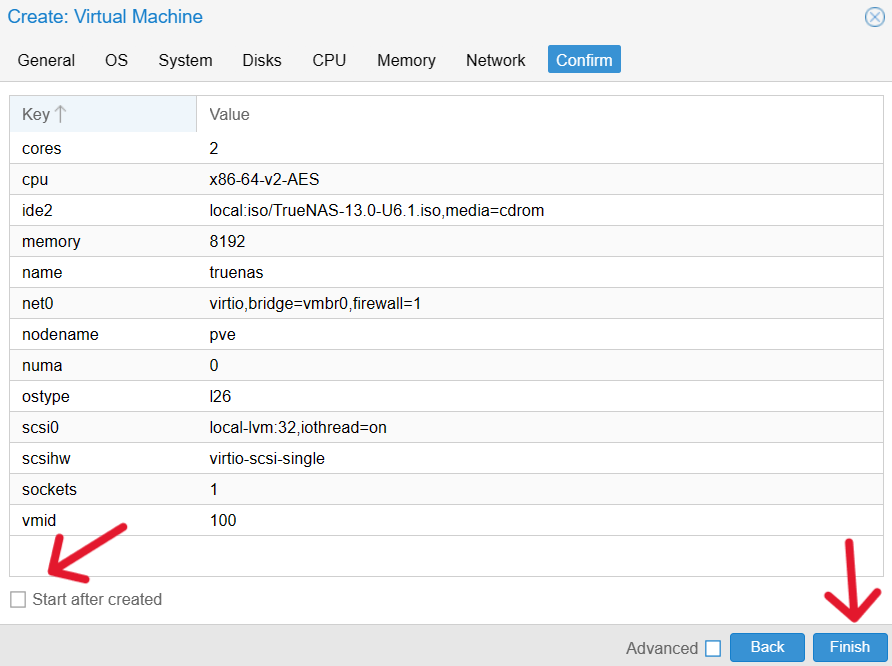 Create: Virtual Machine
General OS System Disks CPU Memory Network Confirm
Key Value
cores 2
cpu x86-64-v2-AES
ide2 local:iso/TrueNAS-13.0-U6.1.iso,media=cdrom
memory 8192
name truenas
net0 virtio,bridge=vmbr0,firewall=1
nodename pve
numa 0
ostype l26
scsi0 local-lvm:32,iothread=on
scsihw virtio-scsi-single
sockets 1
vmid 100
Start after created
Advanced Back Finish